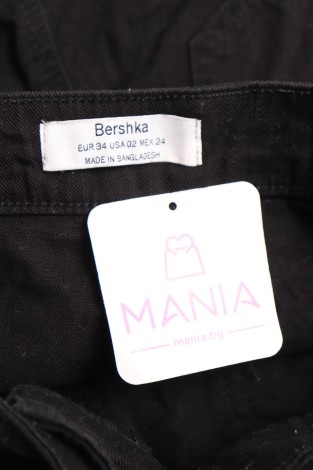 Bershka
EUR 34 USA 02 MEX 24
MADE IN BANGLADESH
MANIA
mania.bg